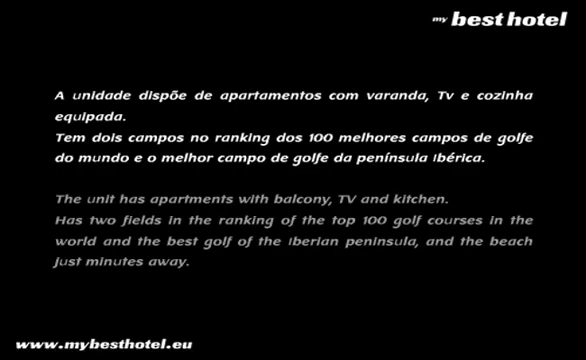 my best hotel
A unidade dispõe de apartamentos com varanda, Tv e cozinha
equipada.
Tem dois campos no ranking dos 100 melhores campos de golfe
do mundo e o melhor campo de golfe da península Ibérica.
The unit has apartments with balcony, TV and kitchen.
Has two fields in the ranking of the top 100 golf courses in the
world and the best golf of the Iberian peninsula, and the beach
just minutes away.
www.mybesthotel.eu